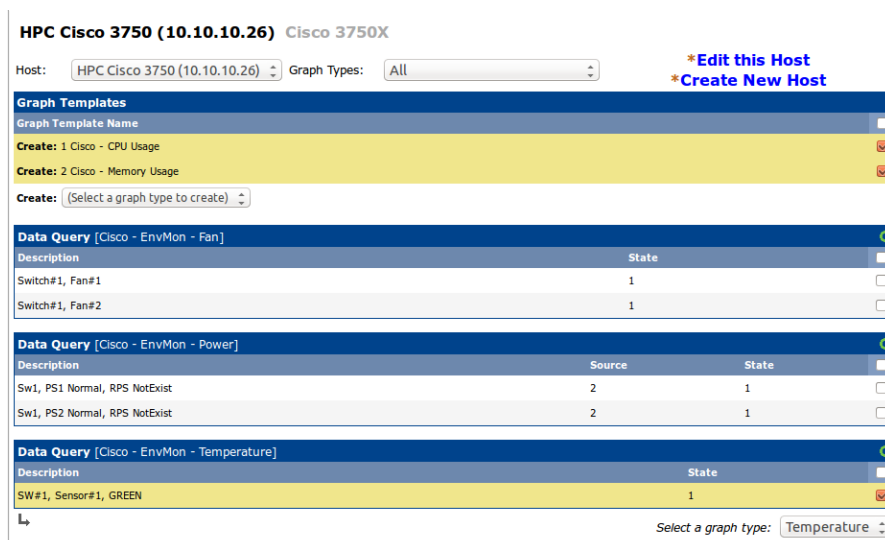 HPC Cisco 3750 (10.10.10.26) Cisco 3750X
Host: HPC Cisco 3750 (10.10.10.26) Graph Types: All
*Edit this Host
*Create New Host
Graph Templates
Graph Template Name
Create: 1 Cisco - CPU Usage
Create: 2 Cisco - Memory Usage
Create: (Select a graph type to create)
Data Query [Cisco - EnvMon - Fan]
Description State
Switch#1, Fan#1 1
Switch#1, Fan#2 1
Data Query [Cisco - EnvMon - Power]
Description Source State
Sw1, PS1 Normal, RPS NotExist 2 1
Sw1, PS2 Normal, RPS NotExist 2 1
Data Query [Cisco - EnvMon - Temperature]
Description State
SW#1, Sensor#1, GREEN 1
Select a graph type: Temperature